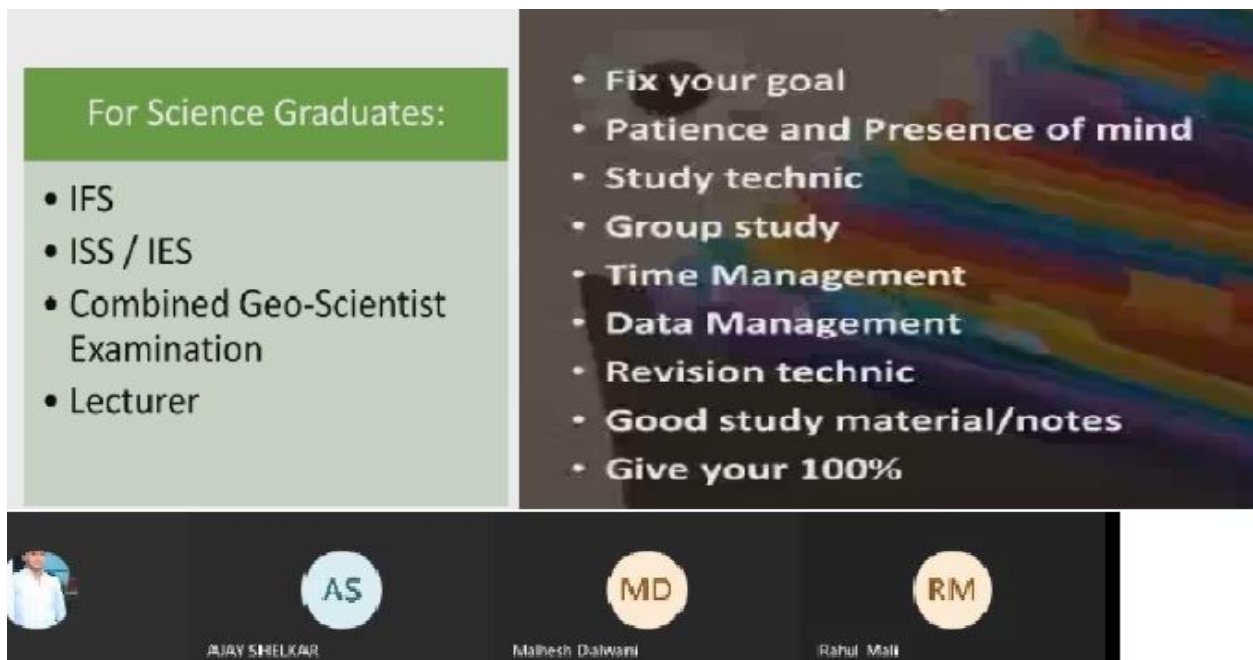 For Science Graduates:
• IFS
• ISS / IES
• Combined Geo-Scientist
Examination
• Lecturer
• Fix your goal
• Patience and Presence of mind
• Study technic
• Group study
• Time Management
• Data Management
• Revision technic
• Good study material/notes
• Give your 100%
AS
MD
RM
AJAY SHELKAR
Malhesh Dalwani
Rahul Mali